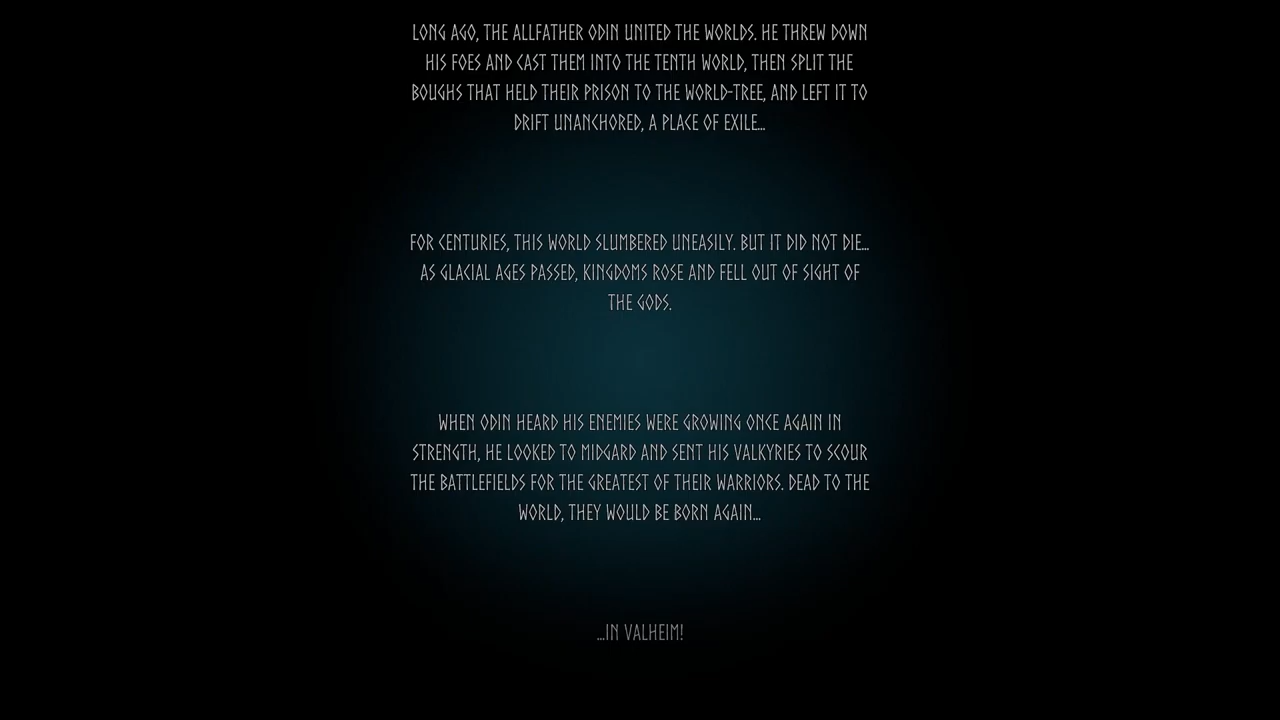 LONG AGO, THE ALLFATHER ODIN UNITED THE WORLDS. HE THREW DOWN
HIS FOES AND CAST THEM INTO THE TENTH WORLD, THEN SPLIT THE
BOUGHS THAT HELD THEIR PRISON TO THE WORLD-TREE, AND LEFT IT TO
DRIFT UNANCHORED, A PLACE OF EXILE...
FOR CENTURIES, THIS WORLD SLUMBERED UNEASILY. BUT IT DID NOT DIE...
AS GLACIAL AGES PASSED, KINGDOMS ROSE AND FELL OUT OF SIGHT OF
THE GODS.
WHEN ODIN HEARD HIS ENEMIES WERE GROWING ONCE AGAIN IN
STRENGTH, HE LOOKED TO MIDGARD AND SENT HIS VALKYRIES TO SCOUR
THE BATTLEFIELDS FOR THE GREATEST OF THEIR WARRIORS. DEAD TO THE
WORLD, THEY WOULD BE BORN AGAIN...
...IN VALHEIM!